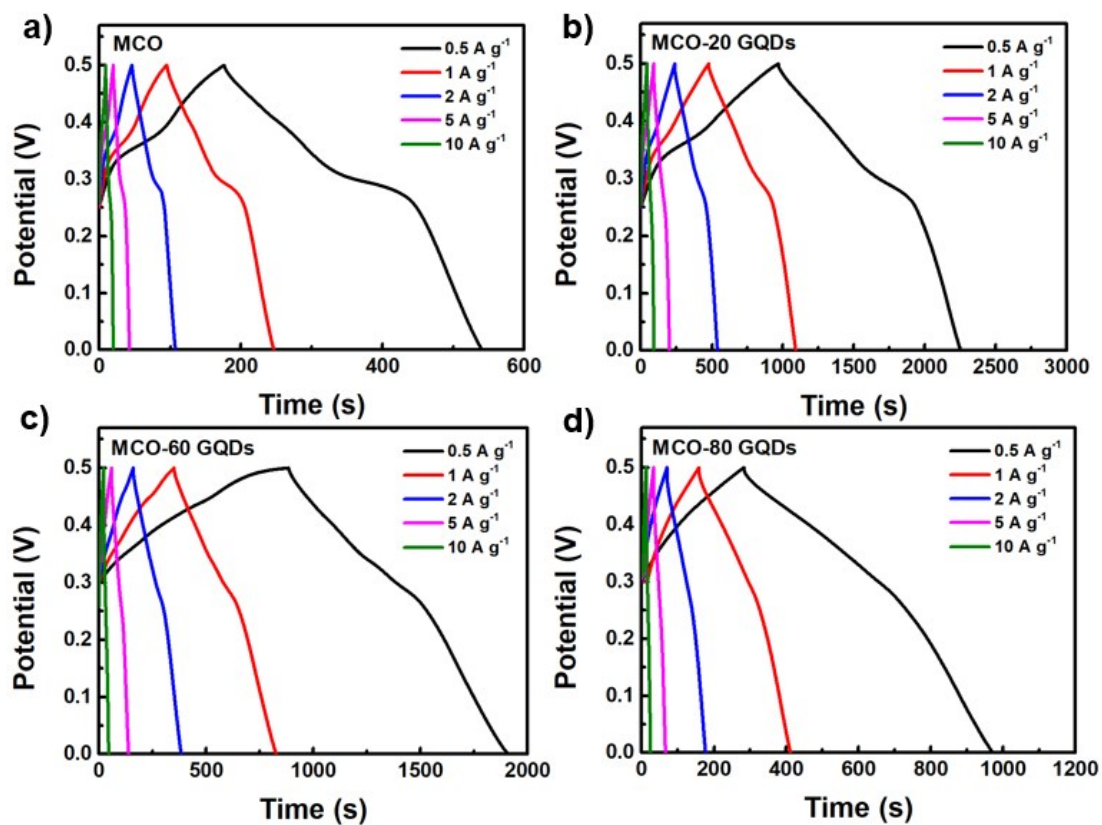 a)
MCO
0.5 A g-1
1 A g-1
2 A g-1
5 A g-1
10 A g-1
0.5
0.4
0.3
0.2
0.1
0.0
Potential (V)
0
200
400
600
Time (s)
b)
MCO-20 GQDs
0.5 A g-1
1 A g-1
2 A g-1
5 A g-1
10 A g-1
0.5
0.4
0.3
0.2
0.1
0.0
Potential (V)
0
500
1000
1500
2000
2500
3000
Time (s)
c)
MCO-60 GQDs
0.5 A g-1
1 A g-1
2 A g-1
5 A g-1
10 A g-1
0.5
0.4
0.3
0.2
0.1
0.0
Potential (V)
0
500
1000
1500
2000
Time (s)
d)
MCO-80 GQDs
0.5 A g-1
1 A g-1
2 A g-1
5 A g-1
10 A g-1
0.5
0.4
0.3
0.2
0.1
0.0
Potential (V)
0
200
400
600
800
1000
1200
Time (s)